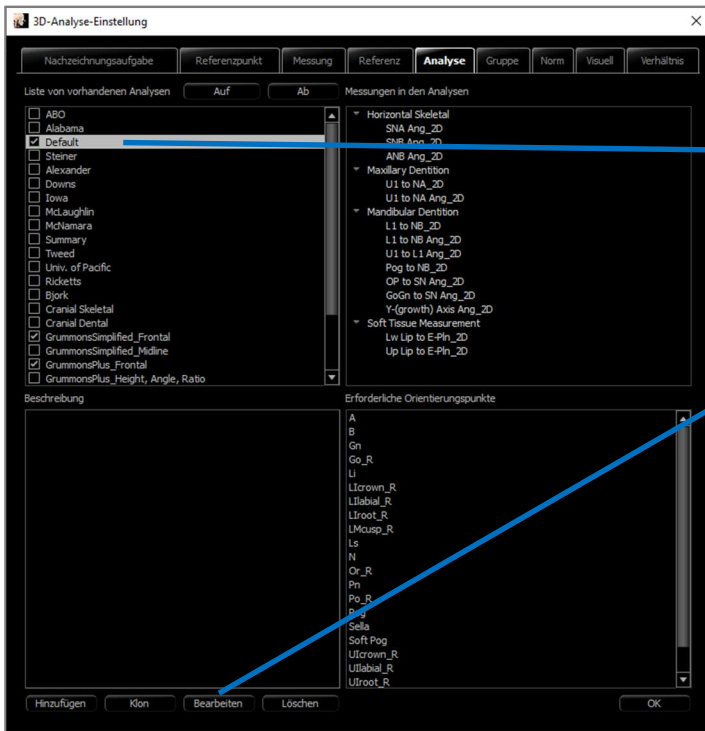 3D-Analyse-Einstellung
Nachzeichnungsaufgabe Referenzpunkt Messung Referenz Analyse Gruppe Norm Visuell Verhältnis
Liste von vorhandenen Analysen Auf Ab
ABO
Alabama
Default
Steiner
Alexander
Downs
Iowa
McLaughlin
McNamara
Summary
Tweed
Univ. of Pacific
Ricketts
Bjork
Cranial Skeletal
Cranial Dental
GrummonsSimplified_Frontal
GrummonsSimplified_Midline
GrummonsPlus_Frontal
GrummonsPlus_Height, Angle, Ratio
Messungen in den Analysen
Horizontal Skeletal
SNA Ang_2D
SNB Ang_2D
ANB Ang_2D
Maxillary Dentition
U1 to NA_2D
U1 to NA Ang_2D
Mandibular Dentition
L1 to NB_2D
L1 to NB Ang_2D
U1 to L1 Ang_2D
Pog to NB_2D
OP to SN Ang_2D
GoGn to SN Ang_2D
Y-(growth) Axis Ang_2D
Soft Tissue Measurement
Lw Lip to E-Pln_2D
Up Lip to E-Pln_2D
Beschreibung
Erforderliche Orientierungspunkte
A
B
Gn
Go_R
Li
LIcrown_R
LIlabial_R
LIroot_R
LMcusp_R
Ls
N
Or_R
Pn
Po_R
Pog
Sella
Soft Pog
UIcrown_R
UIlabial_R
UIroot_R
Hinzufügen Klon Bearbeiten Löschen OK